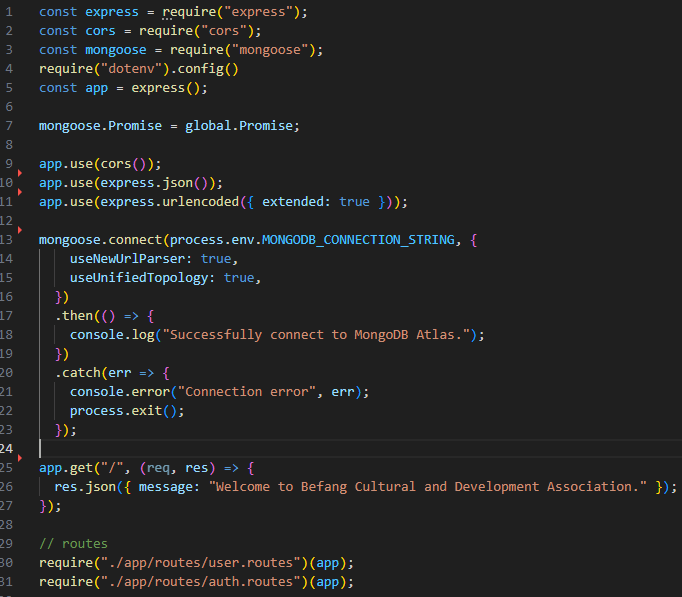 1 const express = require("express");
2 const cors = require("cors");
3 const mongoose = require("mongoose");
4 require("dotenv").config()
5 const app = express();
6
7 mongoose.Promise = global.Promise;
8
9 app.use(cors());
10 app.use(express.json());
11 app.use(express.urlencoded({ extended: true }));
12
13 mongoose.connect(process.env.MONGODB_CONNECTION_STRING, {
14     useNewUrlParser: true,
15     useUnifiedTopology: true,
16   })
17   .then(() => {
18     console.log("Successfully connect to MongoDB Atlas.");
19   })
20   .catch(err => {
21     console.error("Connection error", err);
22     process.exit();
23   });
24
25 app.get("/", (req, res) => {
26   res.json({ message: "Welcome to Befang Cultural and Development Association." });
27 });
28
29 // routes
30 require("./app/routes/user.routes")(app);
31 require("./app/routes/auth.routes")(app);